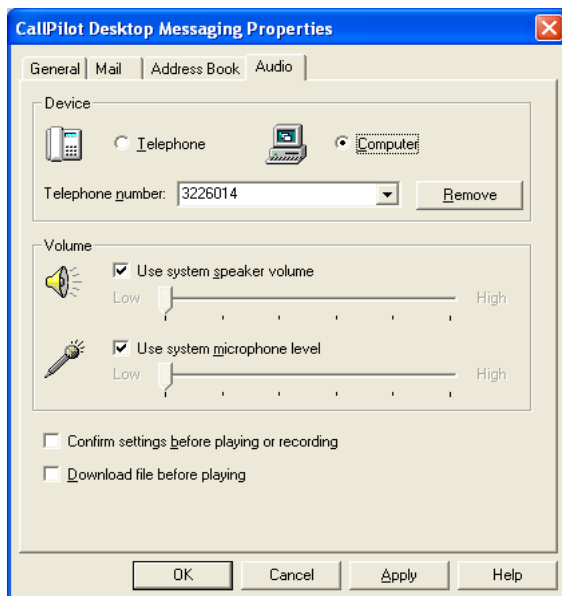 CallPilot Desktop Messaging Properties
General Mail Address Book Audio
Device
Telephone Computer
Telephone number: 3226014 Remove
Volume
Use system speaker volume
Low High
Use system microphone level
Low High
Confirm settings before playing or recording
Download file before playing
OK Cancel Apply Help